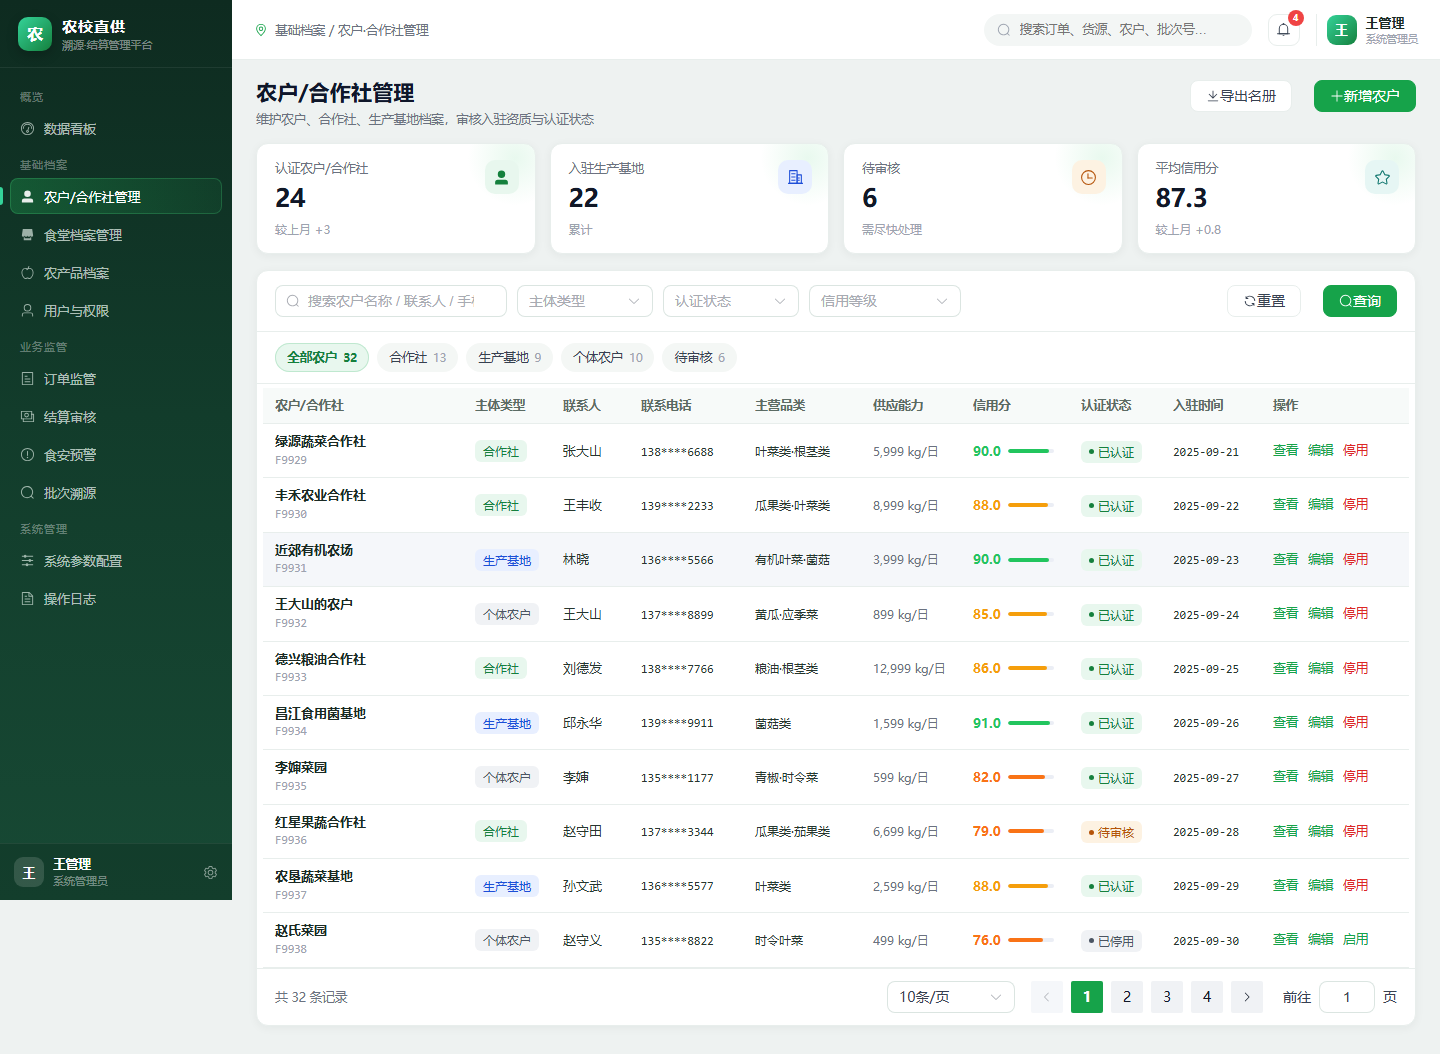 农
农校直供
溯源·结算管理平台
概览
数据看板
基础档案
农户/合作社管理
食堂档案管理
农产品档案
用户与权限
业务监管
订单监管
结算审核
食安预警
批次溯源
系统管理
系统参数配置
操作日志
王
王管理
系统管理员
基础档案 / 农户·合作社管理
搜索订单、货源、农户、批次号...
4
王
王管理
系统管理员
农户/合作社管理
维护农户、合作社、生产基地档案，审核入驻资质与认证状态
导出名册
新增农户
认证农户/合作社
24
较上月 +3
入驻生产基地
22
累计
待审核
6
需尽快处理
平均信用分
87.3
较上月 +0.8
搜索农户名称 / 联系人 / 手
主体类型
认证状态
信用等级
重置
查询
全部农户 32
合作社 13
生产基地 9
个体农户 10
待审核 6
农户/合作社 主体类型 联系人 联系电话 主营品类 供应能力 信用分 认证状态 入驻时间 操作
绿源蔬菜合作社
F9929
合作社 张大山 138****6688 叶菜类·根茎类 5,999 kg/日 90.0 已认证 2025-09-21 查看 编辑 停用
丰禾农业合作社
F9930
合作社 王丰收 139****2233 瓜果类·叶菜类 8,999 kg/日 88.0 已认证 2025-09-22 查看 编辑 停用
近郊有机农场
F9931
生产基地 林晓 136****5566 有机叶菜·菌菇 3,999 kg/日 90.0 已认证 2025-09-23 查看 编辑 停用
王大山的农户
F9932
个体农户 王大山 137****8899 黄瓜·应季菜 899 kg/日 85.0 已认证 2025-09-24 查看 编辑 停用
德兴粮油合作社
F9933
合作社 刘德发 138****7766 粮油·根茎类 12,999 kg/日 86.0 已认证 2025-09-25 查看 编辑 停用
昌江食用菌基地
F9934
生产基地 邱永华 139****9911 菌菇类 1,599 kg/日 91.0 已认证 2025-09-26 查看 编辑 停用
李婶菜园
F9935
个体农户 李婶 135****1177 青椒·时令菜 599 kg/日 82.0 已认证 2025-09-27 查看 编辑 停用
红星果蔬合作社
F9936
合作社 赵守田 137****3344 瓜果类·茄果类 6,699 kg/日 79.0 待审核 2025-09-28 查看 编辑 停用
农垦蔬菜基地
F9937
生产基地 孙文武 136****5577 叶菜类 2,599 kg/日 88.0 已认证 2025-09-29 查看 编辑 停用
赵氏菜园
F9938
个体农户 赵守义 135****8822 时令叶菜 499 kg/日 76.0 已停用 2025-09-30 查看 编辑 启用
共 32 条记录
10条/页
1 2 3 4
前往 1 页